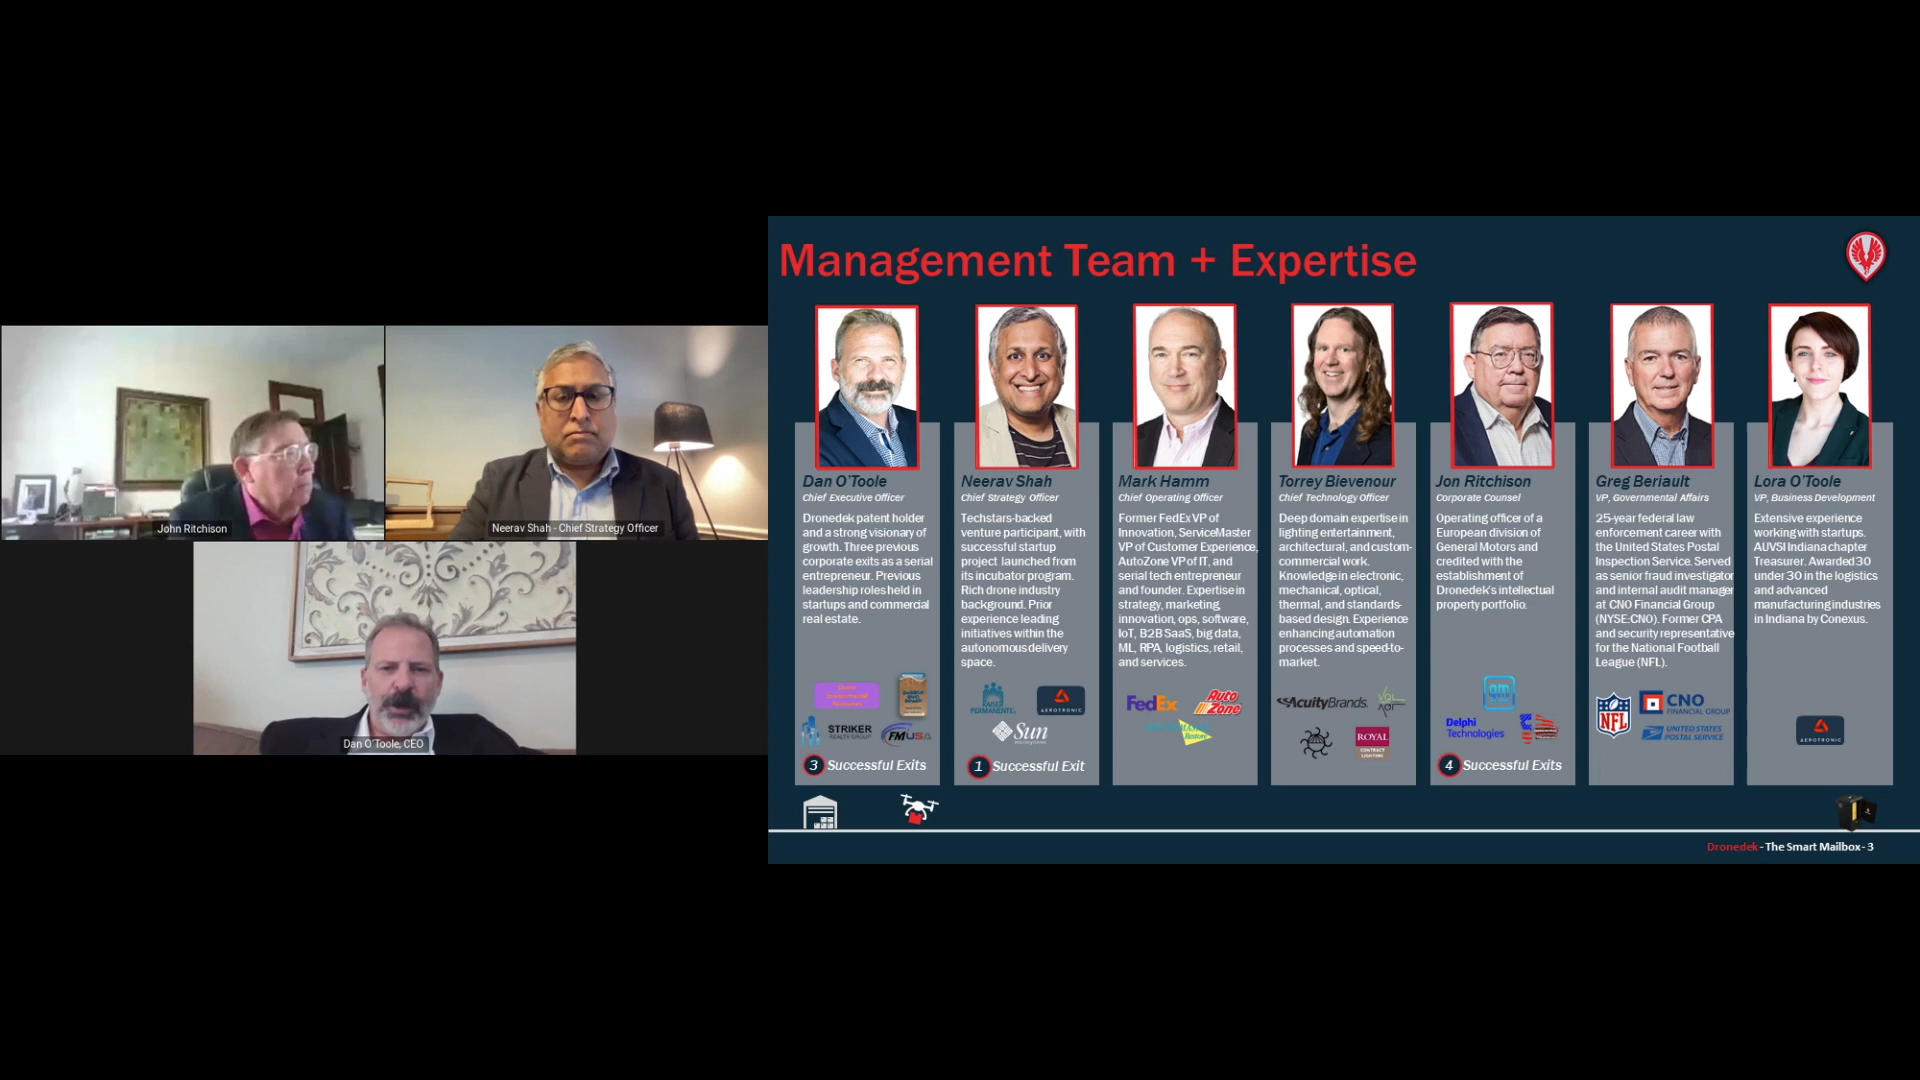 John Ritchison
Neerav Shah - Chief Strategy Officer
Dan O'Toole, CEO
Management Team + Expertise
Dan O'Toole
Chief Executive Officer
Dronedek patent holder
and a strong visionary of
growth. Three previous
corporate exits as a serial
entrepreneur. Previous
leadership roles held in
startups and commercial
real estate.
STRIKER
REALTY GROUP
FMUSA
3 Successful Exits
Neerav Shah
Chief Strategy Officer
Techstars-backed
venture participant, with
successful startup
project launched from
its incubator program.
Rich drone industry
background. Prior
experience leading
initiatives within the
autonomous delivery
space.
KAISER
PERMANENTE.
AEROTRONIC
Sun
1 Successful Exit
Mark Hamm
Chief Operating Officer
Former FedEx VP of
Innovation, ServiceMaster
VP of Customer Experience,
AutoZone VP of IT, and
serial tech entrepreneur
and founder. Expertise in
strategy, marketing,
innovation, ops, software,
IoT, B2B SaaS, big data,
ML, RPA, logistics, retail,
and services.
FedEx
Auto
Zone
Torrey Bievenour
Chief Technology Officer
Deep domain expertise in
lighting entertainment,
architectural, and custom-
commercial work.
Knowledge in electronic,
mechanical, optical,
thermal, and standards-
based design. Experience
enhancing automation
processes and speed-to-
market.
AcuityBrands.
ROYAL
CONTRACT
LIGHTING
Jon Ritchison
Corporate Counsel
Operating officer of a
European division of
General Motors and
credited with the
establishment of
Dronedek's intellectual
property portfolio.
gm
Delphi
Technologies
4 Successful Exits
Greg Beriault
VP, Governmental Affairs
25-year federal law
enforcement career with
the United States Postal
Inspection Service. Served
as senior fraud investigator
and internal audit manager
at CNO Financial Group
(NYSE:CNO). Former CPA
and security representative
for the National Football
League (NFL).
NFL
CNO
FINANCIAL GROUP
UNITED STATES
POSTAL SERVICE
Lora O'Toole
VP, Business Development
Extensive experience
working with startups.
AUVSI Indiana chapter
Treasurer. Awarded 30
under 30 in the logistics
and advanced
manufacturing industries
in Indiana by Conexus.
AEROTRONIC
Dronedek - The Smart Mailbox - 3